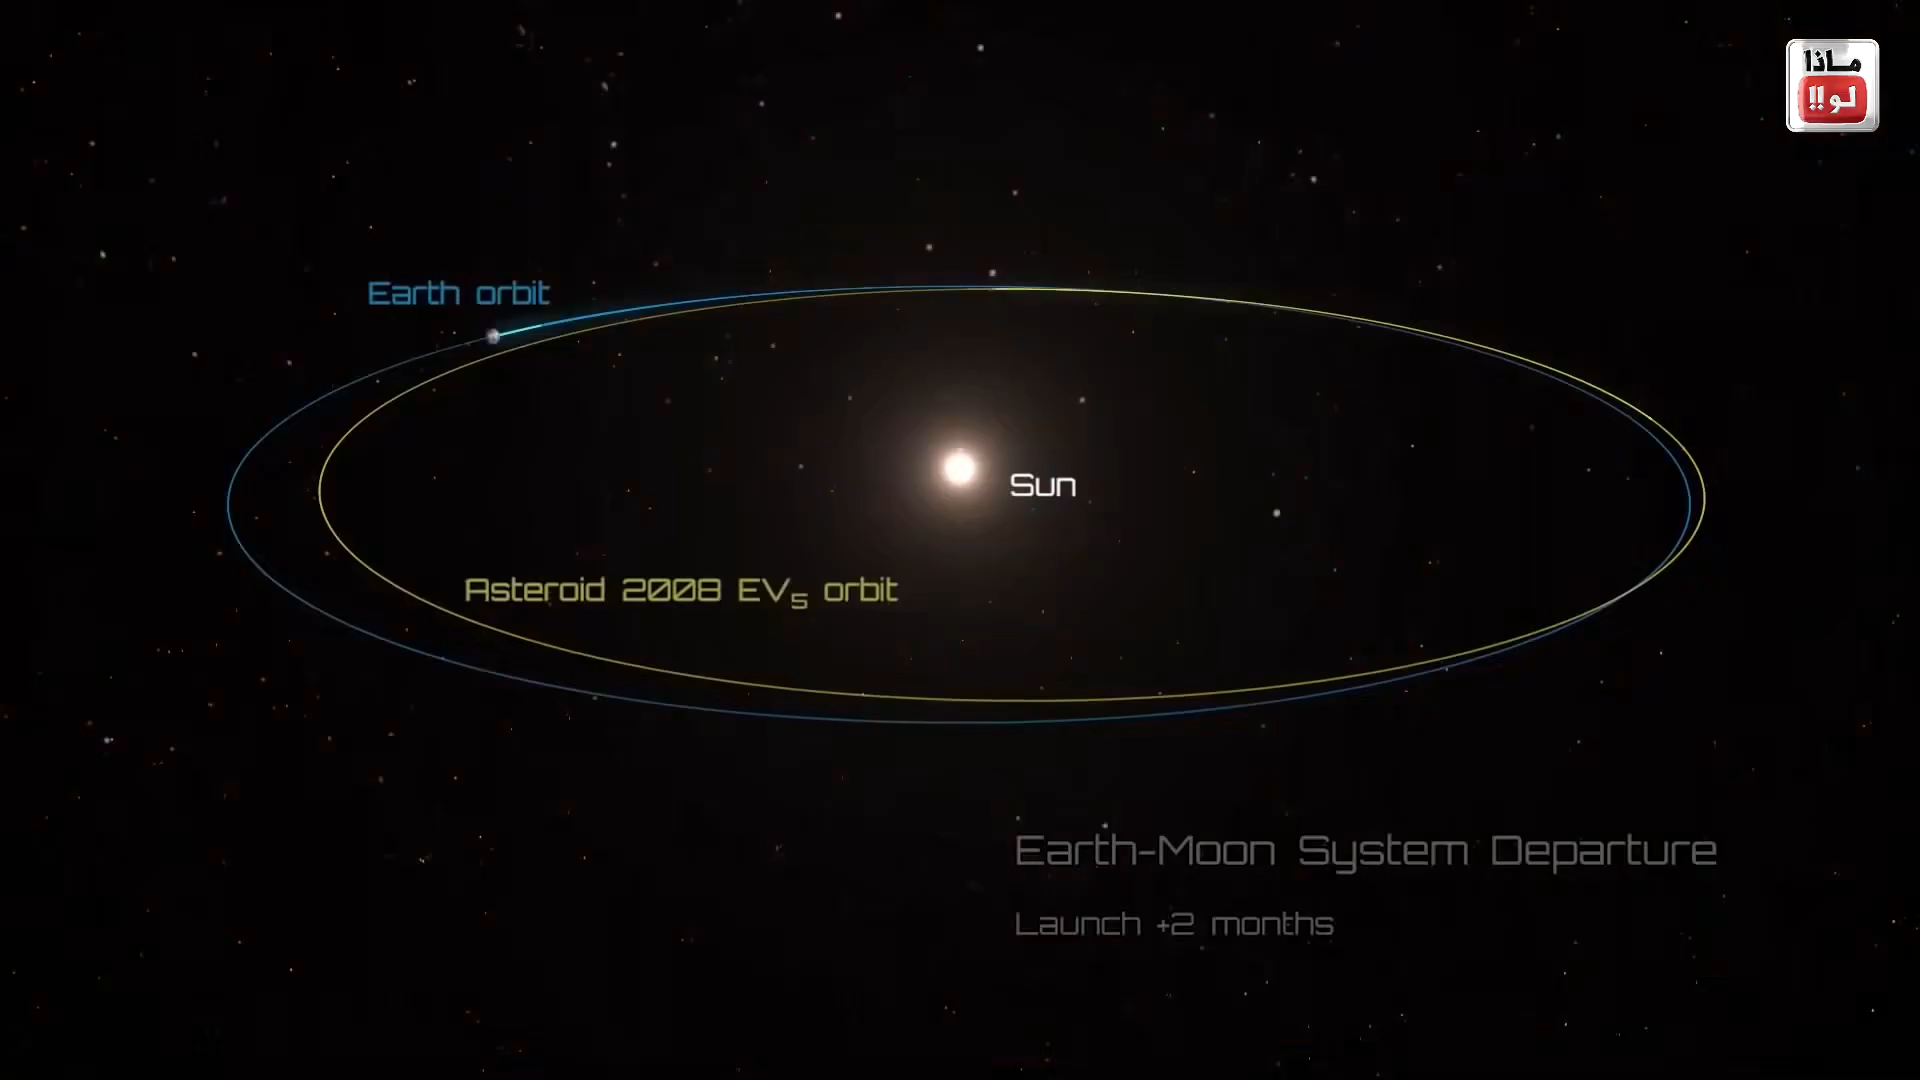 ماذا
لو !!
Earth orbit
Sun
Asteroid 2008 EV₅ orbit
Earth-Moon System Departure
Launch +2 months